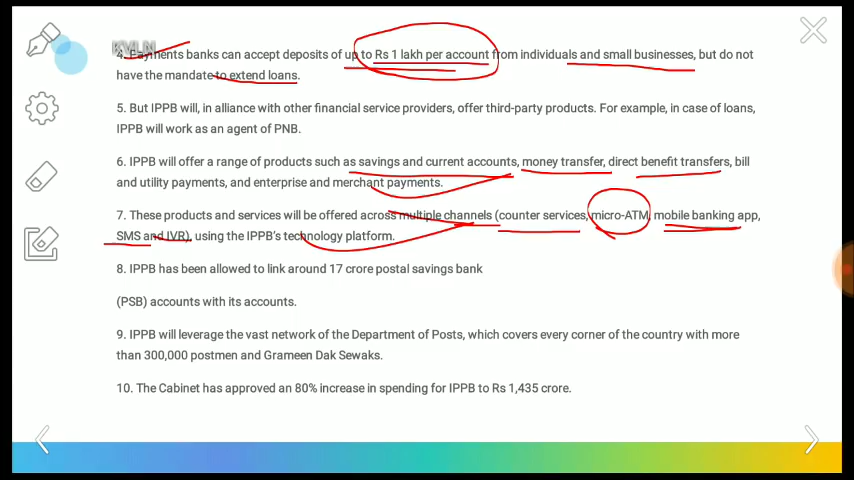 KVLN
4. Payments banks can accept deposits of up to Rs 1 lakh per account from individuals and small businesses, but do not
have the mandate to extend loans.
5. But IPPB will, in alliance with other financial service providers, offer third-party products. For example, in case of loans,
IPPB will work as an agent of PNB.
6. IPPB will offer a range of products such as savings and current accounts, money transfer, direct benefit transfers, bill
and utility payments, and enterprise and merchant payments.
7. These products and services will be offered across multiple channels (counter services, micro-ATM, mobile banking app,
SMS and IVR), using the IPPB's technology platform.
8. IPPB has been allowed to link around 17 crore postal savings bank
(PSB) accounts with its accounts.
9. IPPB will leverage the vast network of the Department of Posts, which covers every corner of the country with more
than 300,000 postmen and Grameen Dak Sewaks.
10. The Cabinet has approved an 80% increase in spending for IPPB to Rs 1,435 crore.